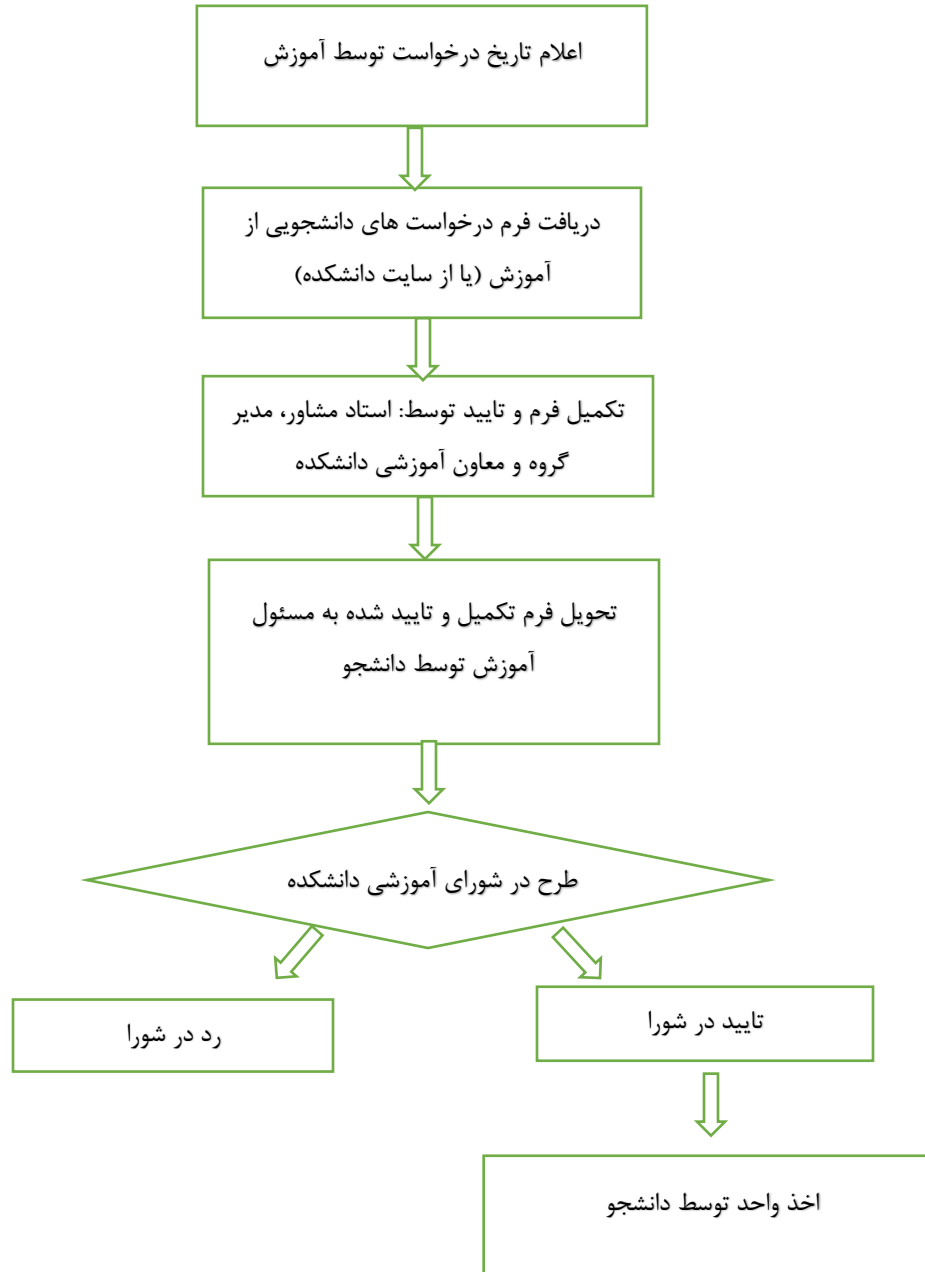 اعلام تاریخ درخواست توسط آموزش
دریافت فرم درخواست های دانشجویی از
آموزش (یا از سایت دانشکده)
تکمیل فرم و تایید توسط: استاد مشاور، مدیر
گروه و معاون آموزشی دانشکده
تحویل فرم تکمیل و تایید شده به مسئول
آموزش توسط دانشجو
طرح در شورای آموزشی دانشکده
تایید در شورا
رد در شورا
اخذ واحد توسط دانشجو